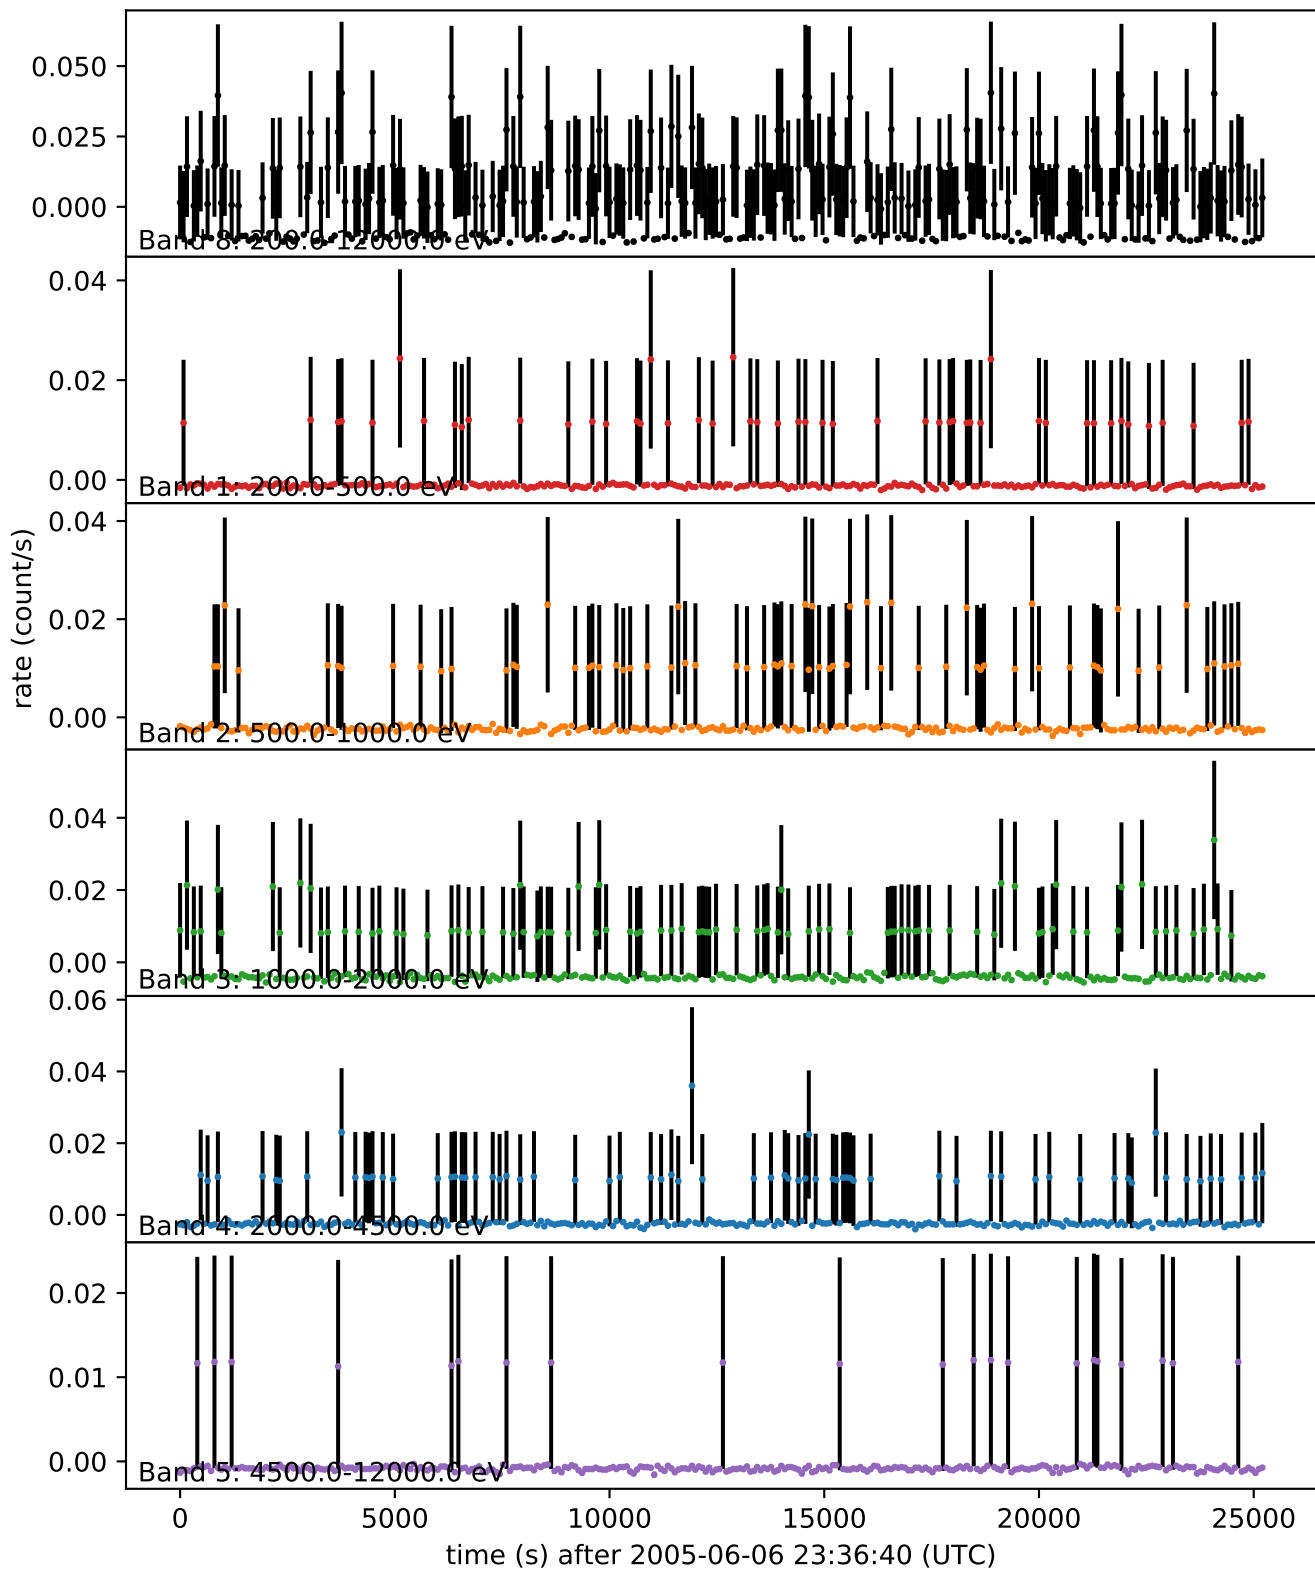 0.050
0.025
0.000
Band 8: 200.0-12000.0 eV
0.04
0.02
0.00
Band 1: 200.0-500.0 eV
0.04
0.02
0.00
Band 2: 500.0-1000.0 eV
rate (count/s)
0.04
0.02
0.00
Band 3: 1000.0-2000.0 eV
0.06
0.04
0.02
0.00
Band 4: 2000.0-4500.0 eV
0.02
0.01
0.00
Band 5: 4500.0-12000.0 eV
0 5000 10000 15000 20000 25000
time (s) after 2005-06-06 23:36:40 (UTC)